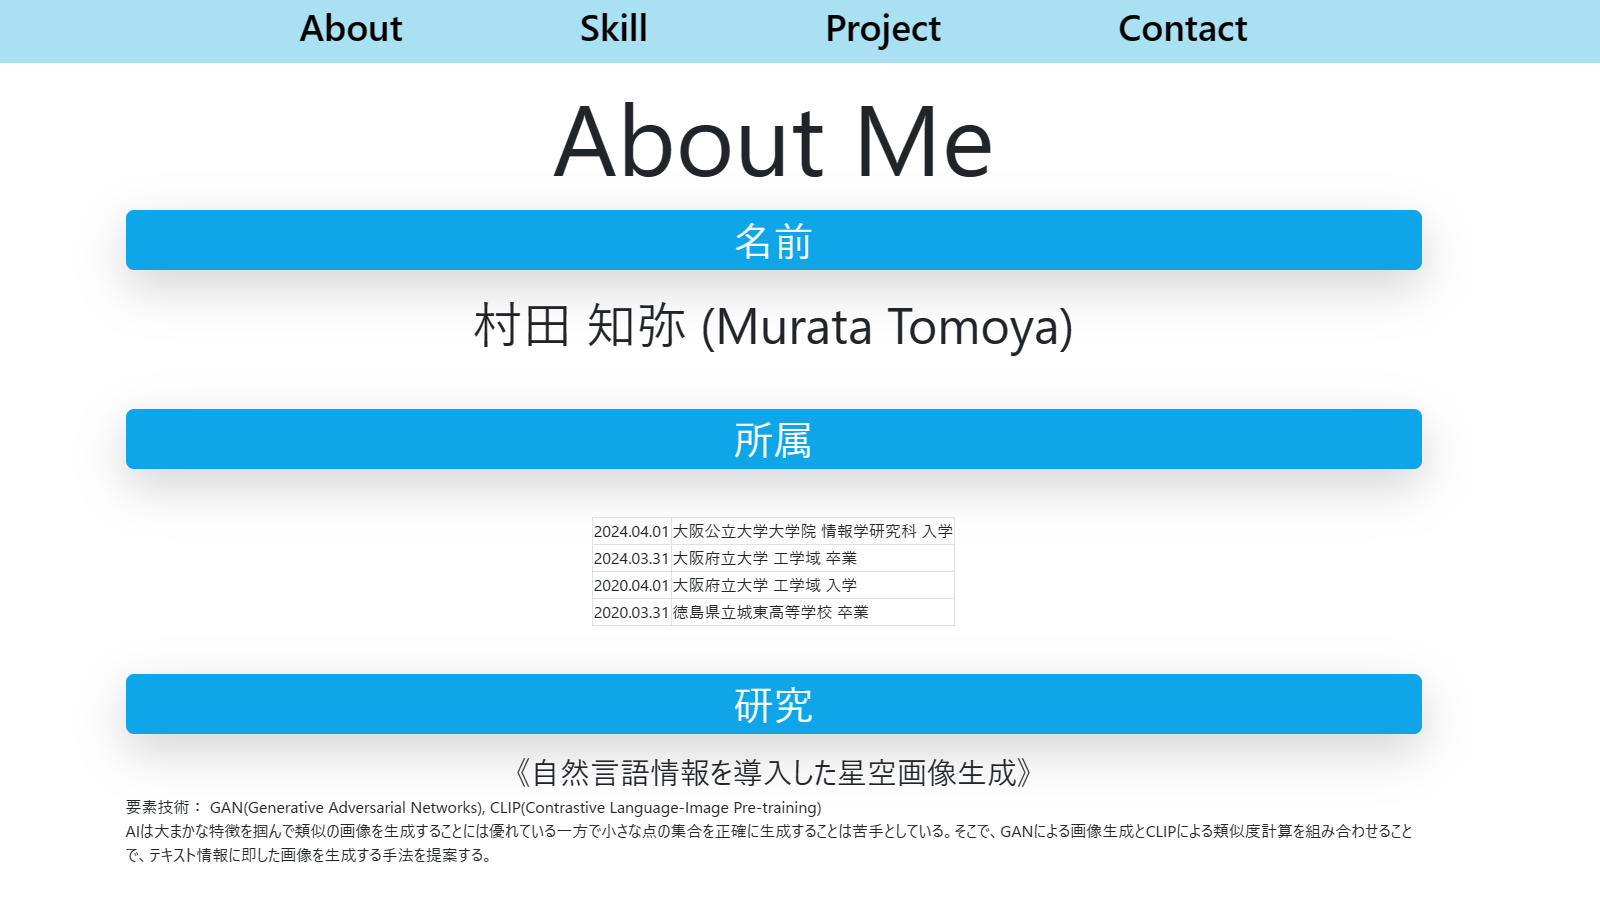 About Skill Project Contact
About Me
名前
村田 知弥 (Murata Tomoya)
所属
2024.04.01 大阪公立大学大学院 情報学研究科 入学
2024.03.31 大阪府立大学 工学域 卒業
2020.04.01 大阪府立大学 工学域 入学
2020.03.31 徳島県立城東高等学校 卒業
研究
《自然言語情報を導入した星空画像生成》
要素技術： GAN(Generative Adversarial Networks), CLIP(Contrastive Language-Image Pre-training)
AIは大まかな特徴を掴んで類似の画像を生成することには優れている一方で小さな点の集合を正確に生成することは苦手としている。そこで、GANによる画像生成とCLIPによる類似度計算を組み合わせること
で、テキスト情報に即した画像を生成する手法を提案する。